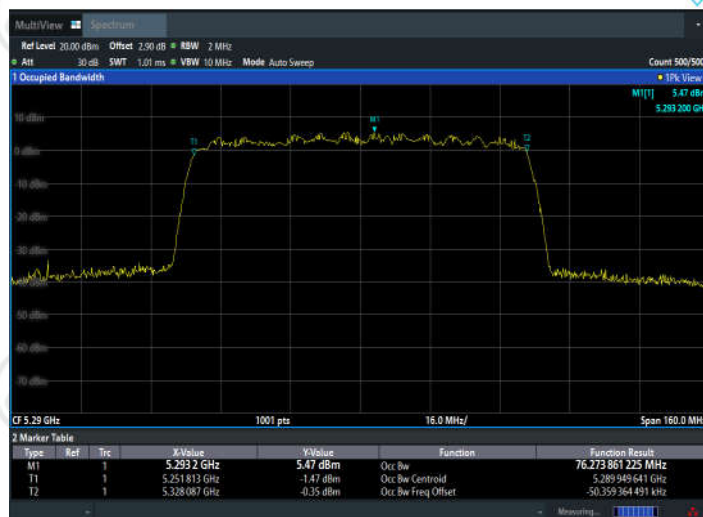 MultiView Spectrum
Ref Level 20.00 dBm Offset 2.90 dB RBW 2 MHz
Att 30 dB SWT 1.01 ms VBW 10 MHz Mode Auto Sweep Count 500/500
1 Occupied Bandwidth 1Pk View
M1[1] 5.47 dBm
5.293 200 GHz
10 dBm
M1
T1 T2
0 dBm
-10 dBm
-20 dBm
-30 dBm
-50 dBm
-60 dBm
-70 dBm
CF 5.29 GHz 1001 pts 16.0 MHz/ Span 160.0 MHz
2 Marker Table
Type Ref Trc X-Value Y-Value Function Function Result
M1 1 5.293 2 GHz 5.47 dBm Occ Bw 76.273 861 225 MHz
T1 1 5.251 813 GHz -1.47 dBm Occ Bw Centroid 5.289 949 641 GHz
T2 1 5.328 087 GHz -0.35 dBm Occ Bw Freq Offset -50.359 364 491 kHz
Measuring...